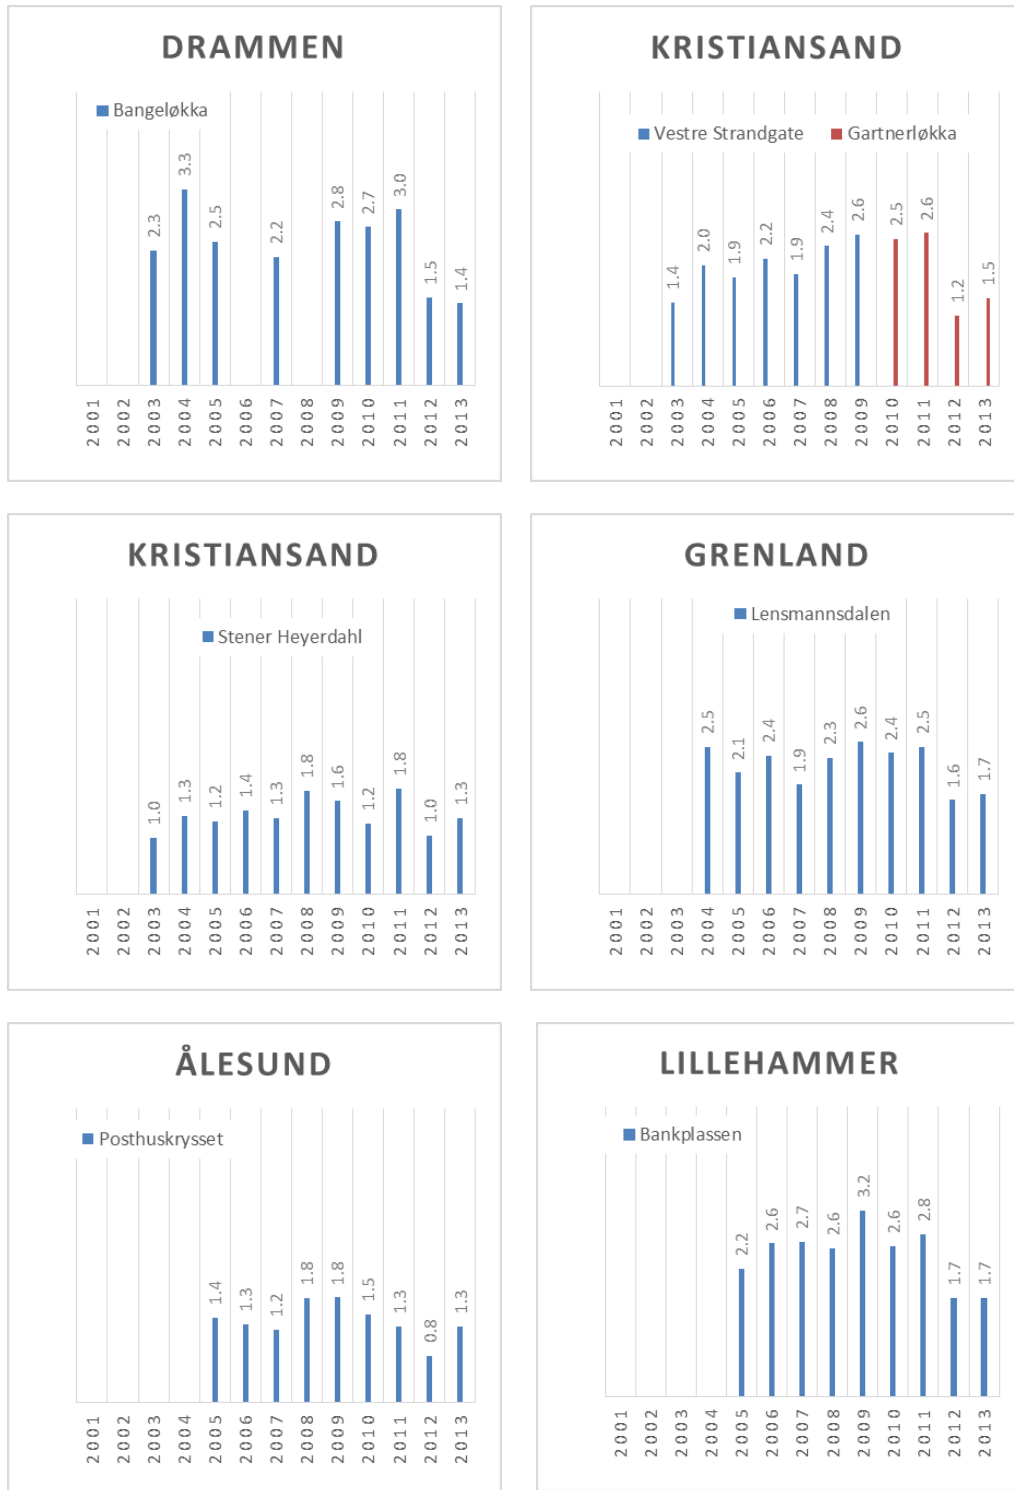 DRAMMEN
Bangeløkka
2.3 3.3 2.5 2.2 2.8 2.7 3.0 1.5 1.4
2001 2002 2003 2004 2005 2006 2007 2008 2009 2010 2011 2012 2013
KRISTIANSAND
Vestre Strandgate Gartnerløkka
1.4 2.0 1.9 2.2 1.9 2.4 2.6 2.5 2.6 1.2 1.5
2001 2002 2003 2004 2005 2006 2007 2008 2009 2010 2011 2012 2013
KRISTIANSAND
Stener Heyerdahl
1.0 1.3 1.2 1.4 1.3 1.8 1.6 1.2 1.8 1.0 1.3
2001 2002 2003 2004 2005 2006 2007 2008 2009 2010 2011 2012 2013
GRENLAND
Lensmannsdalen
2.5 2.1 2.4 1.9 2.3 2.6 2.4 2.5 1.6 1.7
2001 2002 2003 2004 2005 2006 2007 2008 2009 2010 2011 2012 2013
ÅLESUND
Posthuskrysset
1.4 1.3 1.2 1.8 1.8 1.5 1.3 0.8 1.3
2001 2002 2003 2004 2005 2006 2007 2008 2009 2010 2011 2012 2013
LILLEHAMMER
Bankplassen
2.2 2.6 2.7 2.6 3.2 2.6 2.8 1.7 1.7
2001 2002 2003 2004 2005 2006 2007 2008 2009 2010 2011 2012 2013